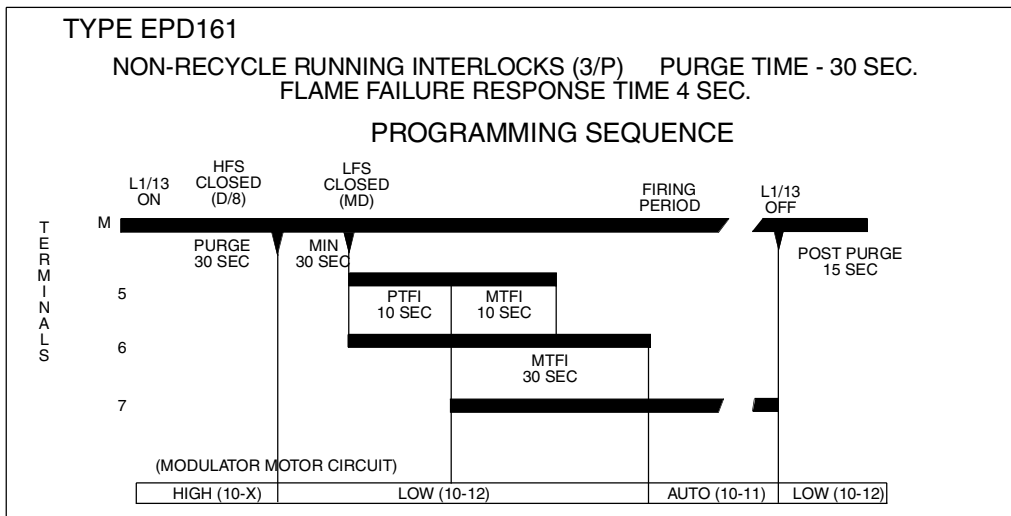 TYPE EPD161
NON-RECYCLE RUNNING INTERLOCKS (3/P) PURGE TIME - 30 SEC.
FLAME FAILURE RESPONSE TIME 4 SEC.
PROGRAMMING SEQUENCE
L1/13
ON
HFS
CLOSED
(D/8)
LFS
CLOSED
(MD)
FIRING
PERIOD
L1/13
OFF
TERMINALS
M
PURGE
30 SEC
MIN
30 SEC
POST PURGE
15 SEC
5
PTFI
10 SEC
MTFI
10 SEC
6
MTFI
30 SEC
7
(MODULATOR MOTOR CIRCUIT)
HIGH (10-X) LOW (10-12) AUTO (10-11) LOW (10-12)